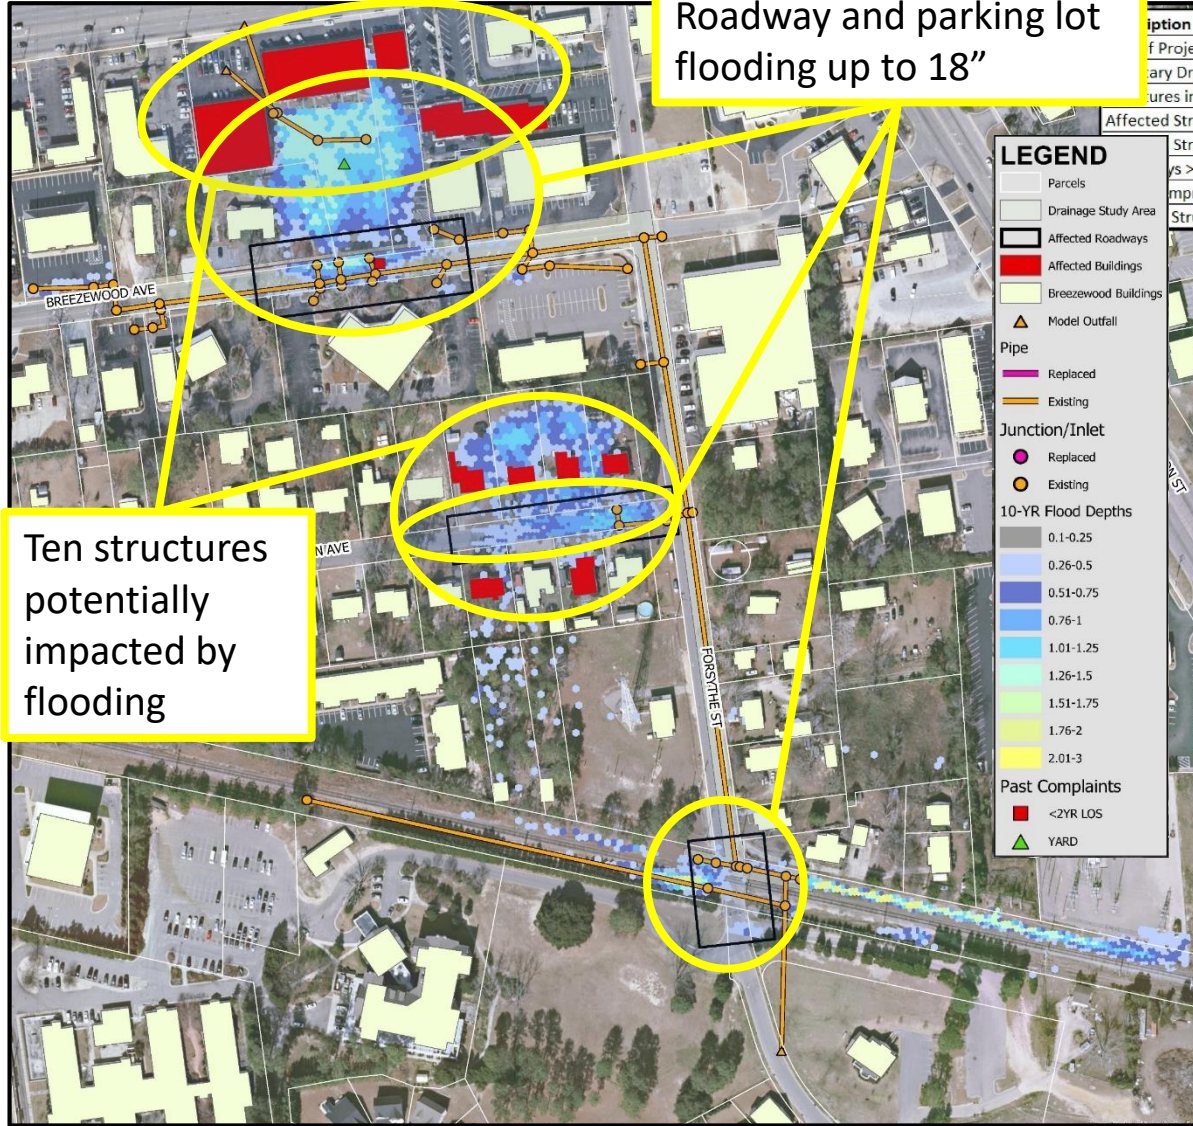 Roadway and parking lot
flooding up to 18”
Affected Str
LEGEND
Parcels
Drainage Study Area
Affected Roadways
Affected Buildings
Breezewood Buildings
Model Outfall
Pipe
Replaced
Existing
Junction/Inlet
Replaced
Existing
10-YR Flood Depths
0.1-0.25
0.26-0.5
0.51-0.75
0.76-1
1.01-1.25
1.26-1.5
1.51-1.75
1.76-2
2.01-3
Past Complaints
<2YR LOS
YARD
BREEZEWOOD AVE
N AVE
FORSYTHE ST
ON ST
Ten structures
potentially
impacted by
flooding